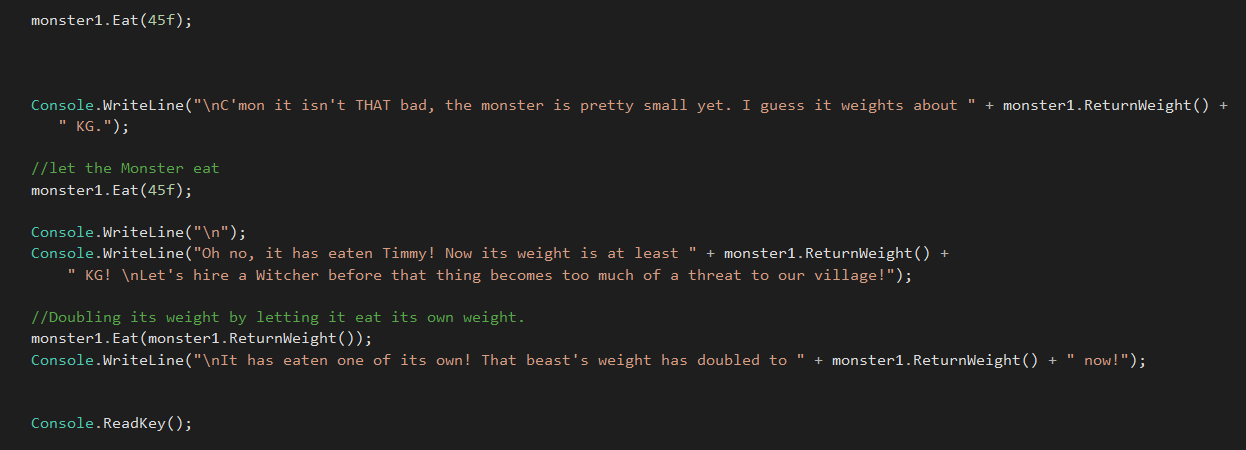 monster1.Eat(45f);
Console.WriteLine("\nC'mon it isn't THAT bad, the monster is pretty small yet. I guess it weights about " + monster1.ReturnWeight() +
" KG.");
//let the Monster eat
monster1.Eat(45f);
Console.WriteLine("\n");
Console.WriteLine("Oh no, it has eaten Timmy! Now its weight is at least " + monster1.ReturnWeight() +
" KG! \nLet's hire a Witcher before that thing becomes too much of a threat to our village!");
//Doubling its weight by letting it eat its own weight.
monster1.Eat(monster1.ReturnWeight());
Console.WriteLine("\nIt has eaten one of its own! That beast's weight has doubled to " + monster1.ReturnWeight() + " now!");
Console.ReadKey();